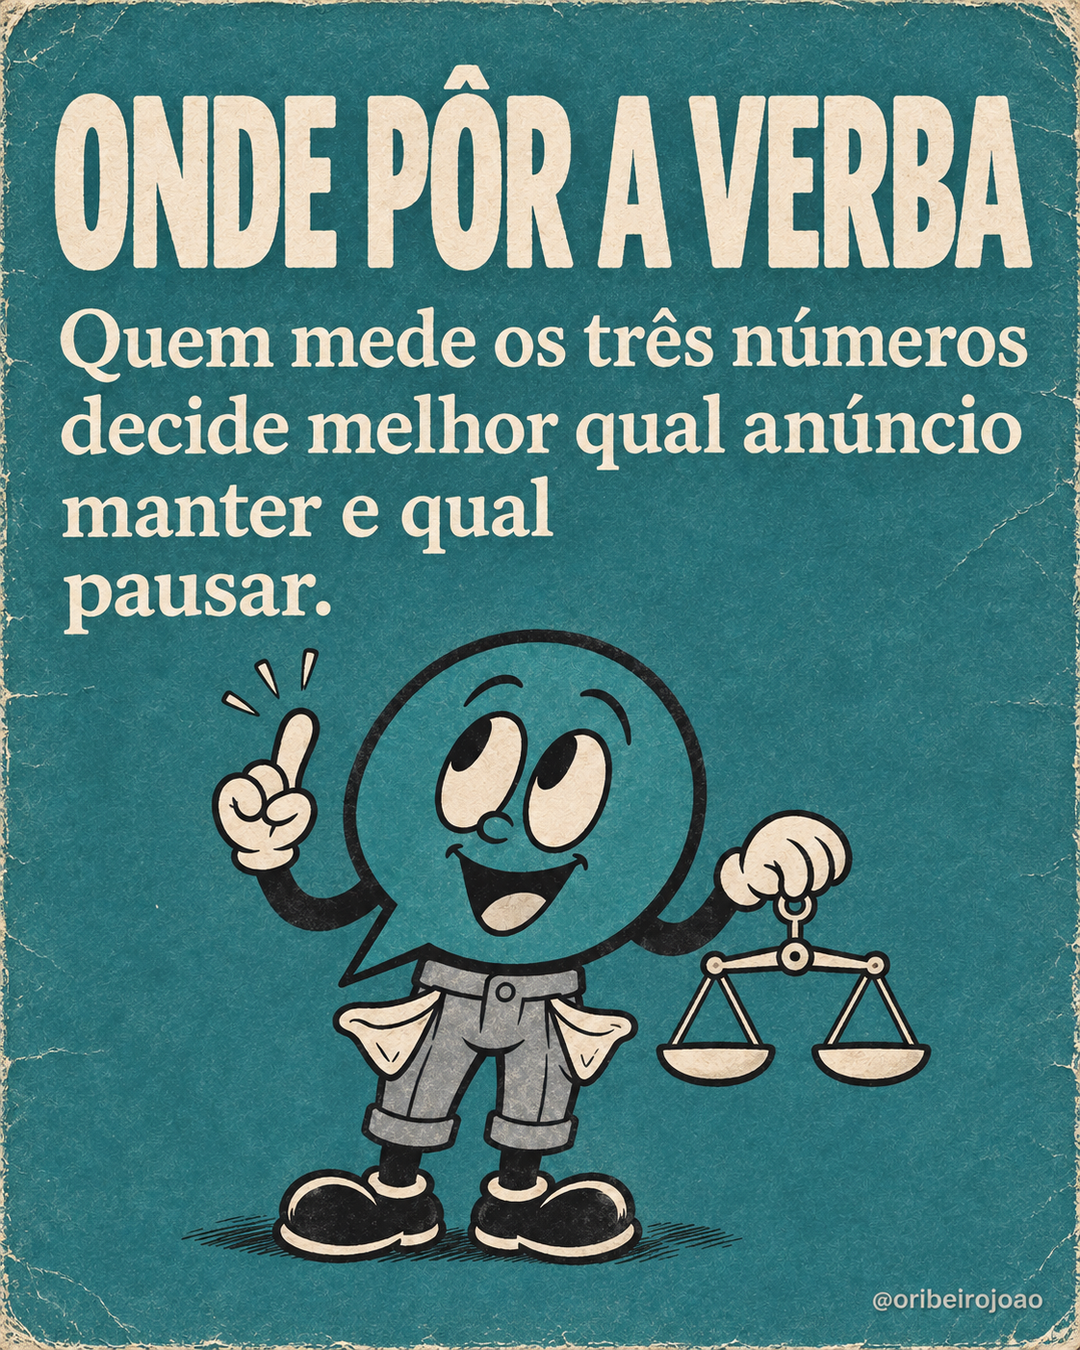 ONDE PÔR A VERBA
Quem mede os três números
decide melhor qual anúncio
manter e qual
pausar.
@oribeirojoao